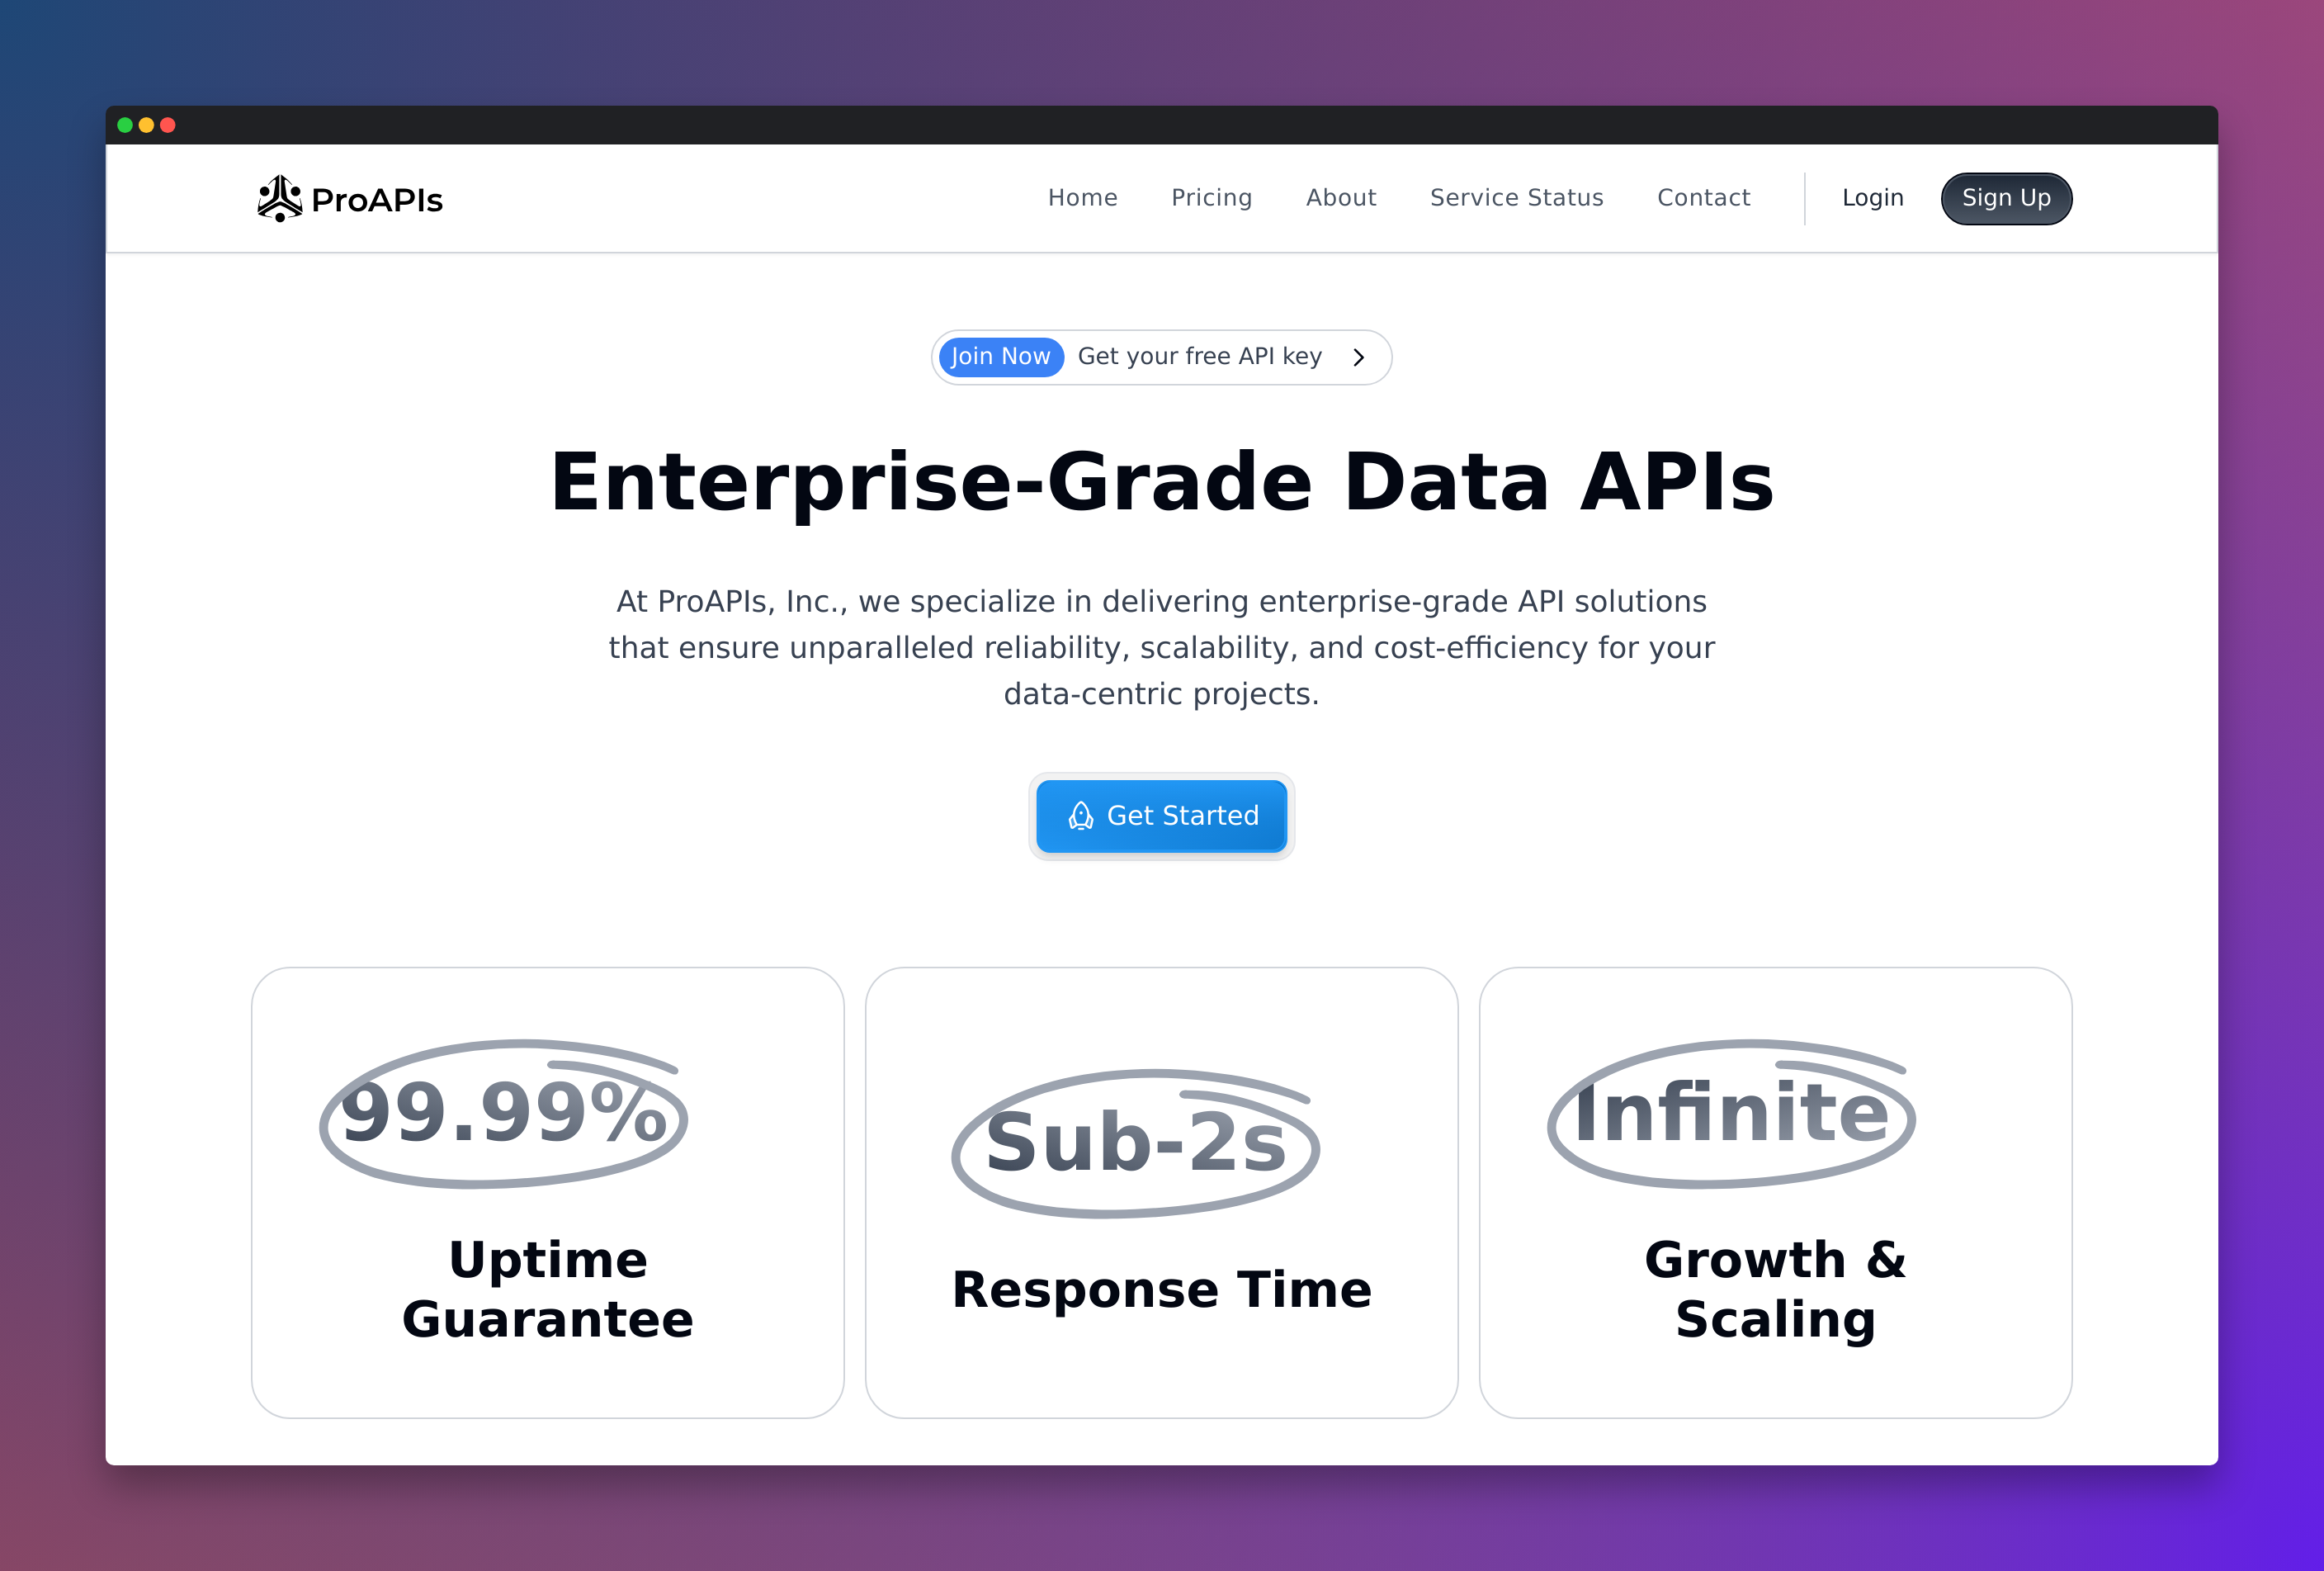 ProAPIs
Home Pricing About Service Status Contact Login Sign Up
Join Now Get your free API key
Enterprise-Grade Data APIs
At ProAPIs, Inc., we specialize in delivering enterprise-grade API solutions
that ensure unparalleled reliability, scalability, and cost-efficiency for your
data-centric projects.
Get Started
99.99%
Uptime
Guarantee
Sub-2s
Response Time
Infinite
Growth &
Scaling